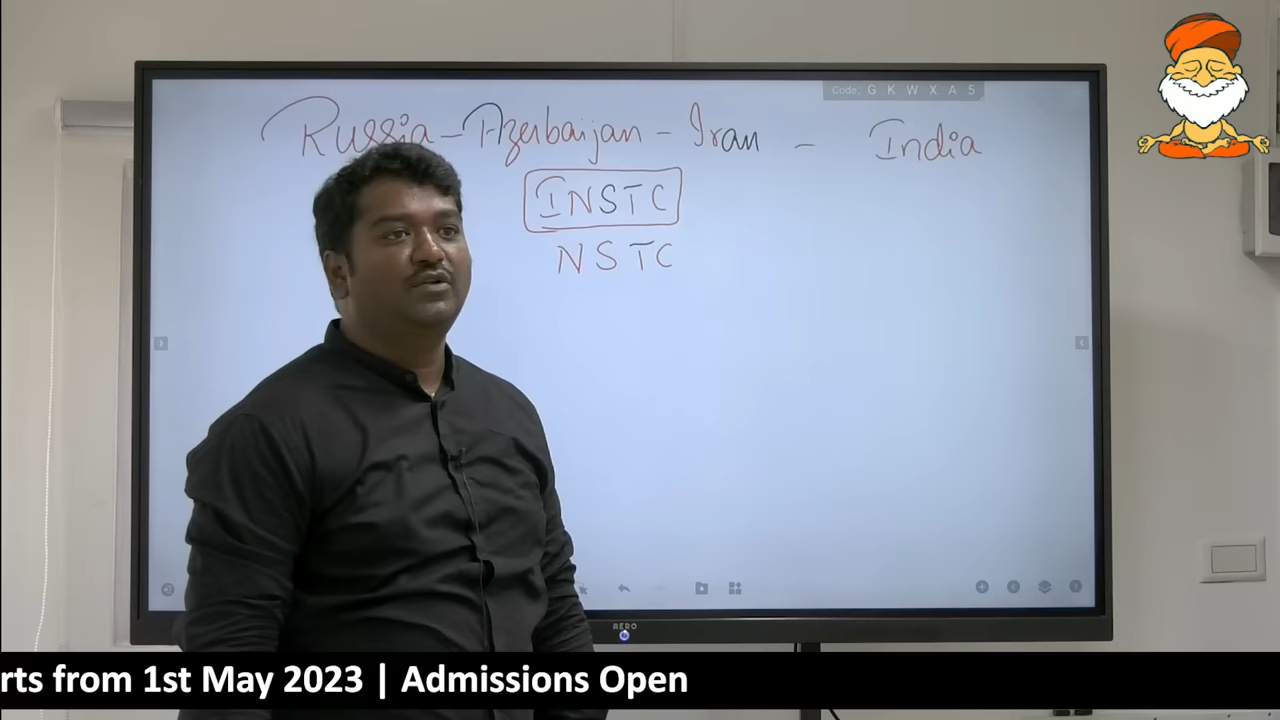 Code: G K W X A 5
Russia - Azerbaijan - Iran - India
INSTC
NSTC
AERO
rts from 1st May 2023 | Admissions Open